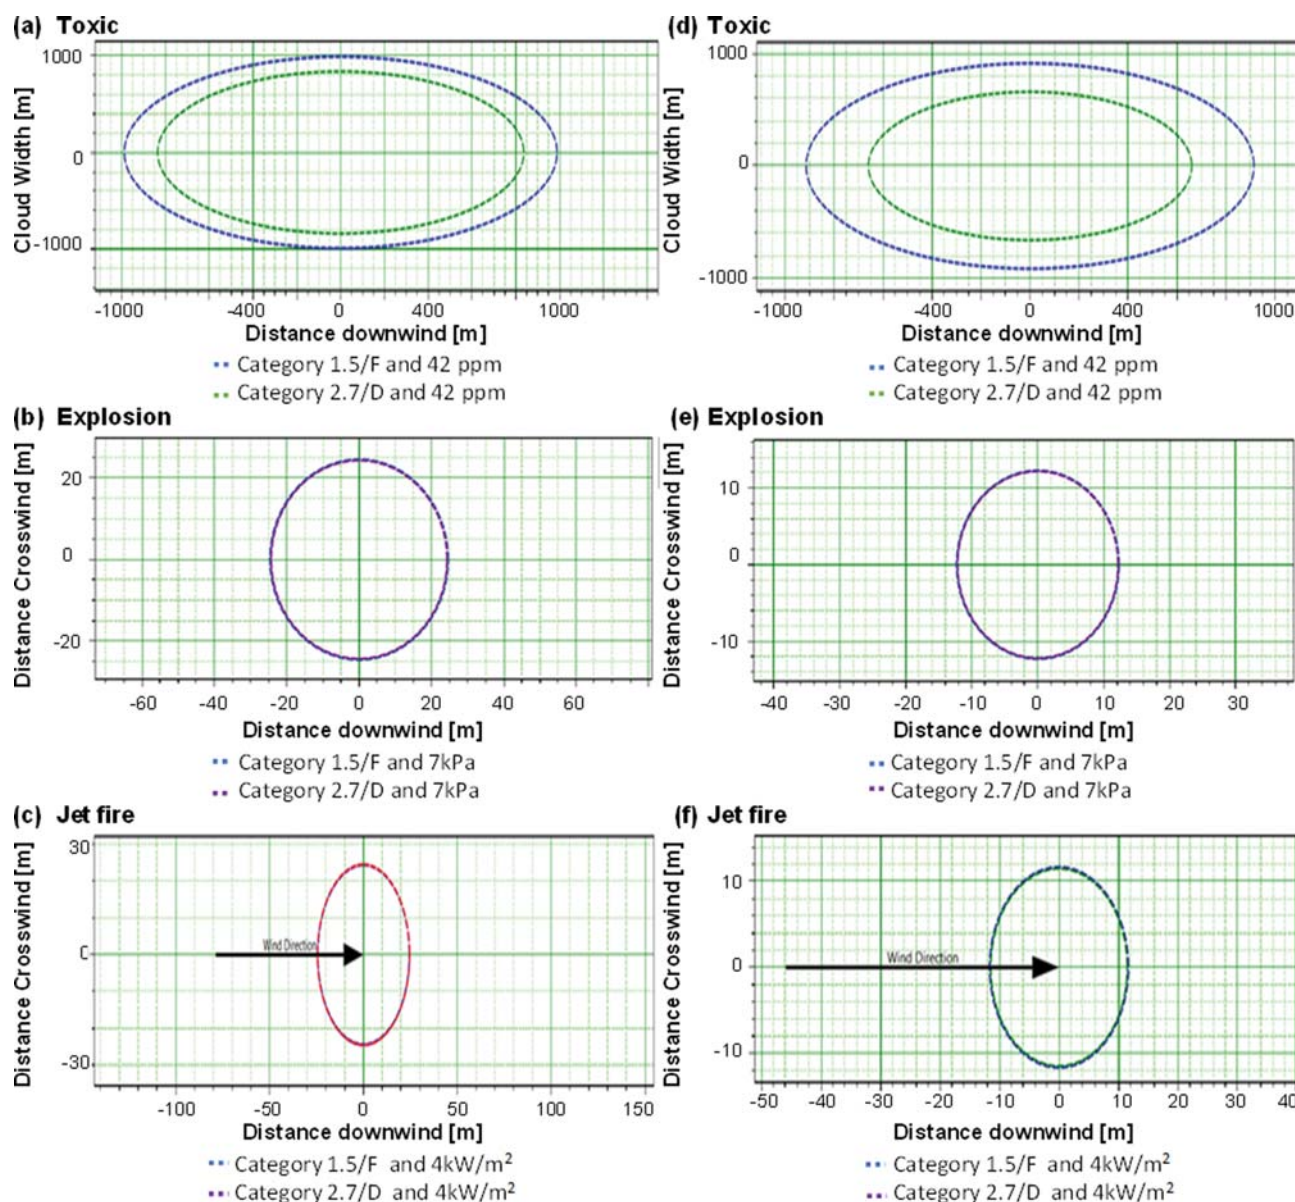 (a) Toxic
Cloud Width [m]
1000
0
-1000
-1000 -400 0 400 1000
Distance downwind [m]
Category 1.5/F and 42 ppm
Category 2.7/D and 42 ppm
(d) Toxic
Cloud Width [m]
1000
0
-1000
-1000 -400 0 400 1000
Distance downwind [m]
Category 1.5/F and 42 ppm
Category 2.7/D and 42 ppm
(b) Explosion
Distance Crosswind [m]
20
0
-20
-60 -40 -20 0 20 40 60
Distance downwind [m]
Category 1.5/F and 7kPa
Category 2.7/D and 7kPa
(e) Explosion
Distance Crosswind [m]
10
0
-10
-40 -30 -20 -10 0 10 20 30
Distance downwind [m]
Category 1.5/F and 7kPa
Category 2.7/D and 7kPa
(c) Jet fire
Distance Crosswind [m]
30
0
-30
Wind Direction
-100 -50 0 50 100 150
Distance downwind [m]
Category 1.5/F and 4kW/m²
Category 2.7/D and 4kW/m²
(f) Jet fire
Distance Crosswind [m]
10
0
-10
Wind Direction
-50 -40 -30 -20 -10 0 10 20 30 40
Distance downwind [m]
Category 1.5/F and 4kW/m²
Category 2.7/D and 4kW/m²